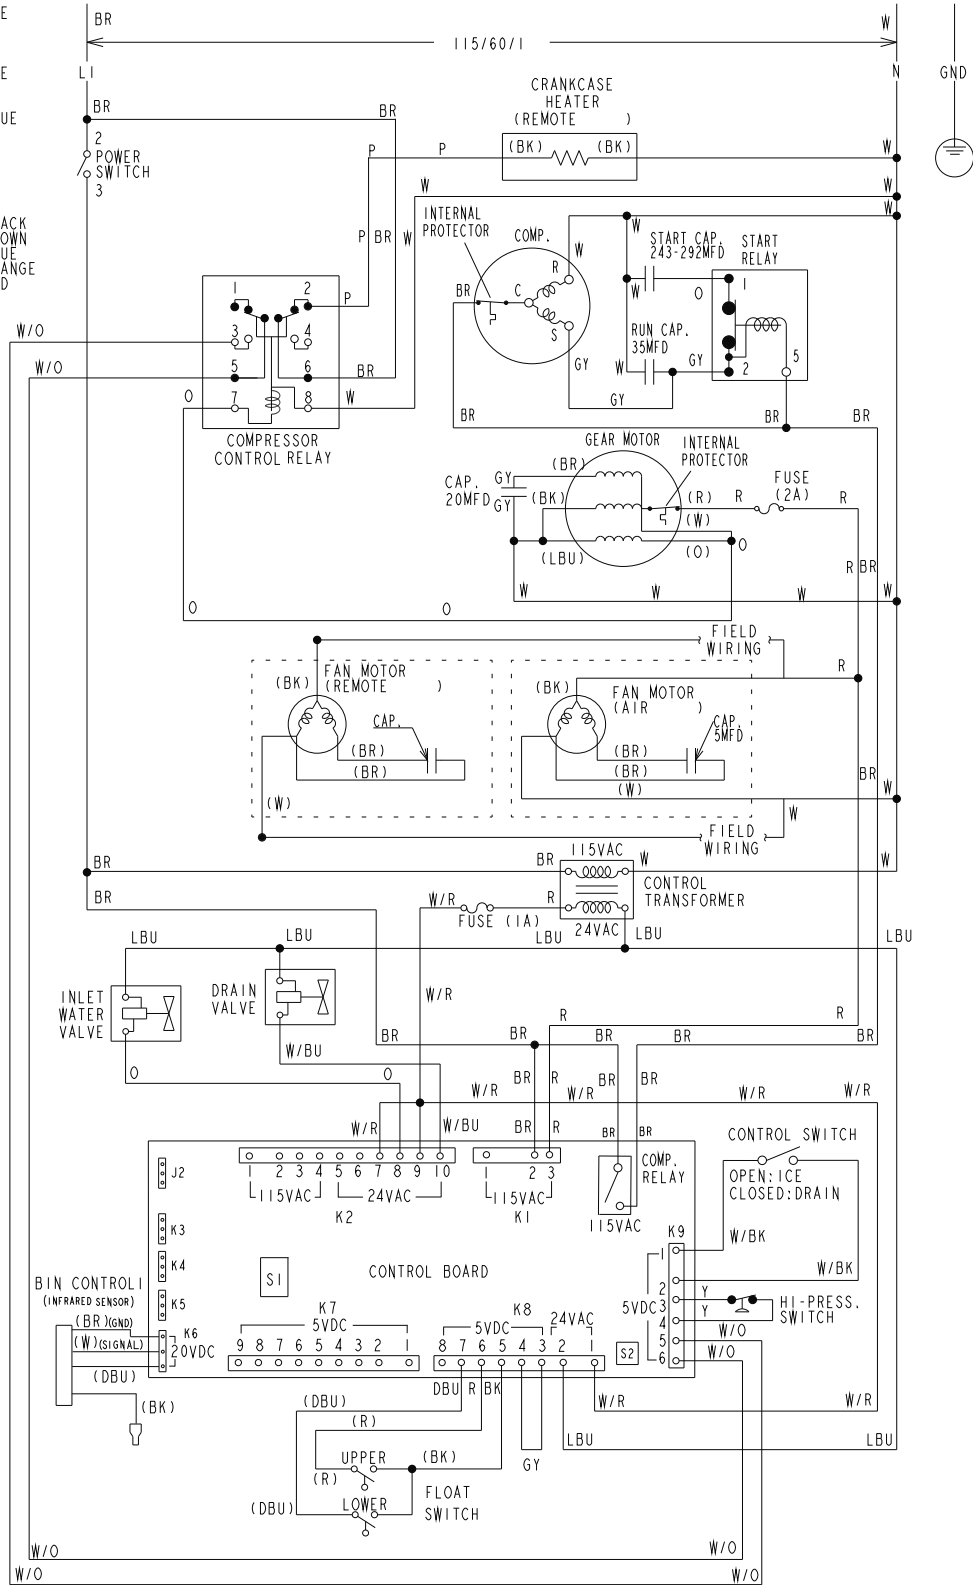 E
BR
W
115/60/1
E
L1
N
GND
CRANKCASE
HEATER
(REMOTE )
BR
BR
UE
2
POWER
SWITCH
3
P
P
(BK)
(BK)
W
W
W
W
ACK
OWN
UE
ANGE
D
INTERNAL
PROTECTOR
COMP.
W
START CAP.
243-292MFD
START
RELAY
P
BR
W
W
R
C
S
BR
W
O
1
1
2
P
W/O
3
4
RUN CAP.
35MFD
W
GY
GY
2
5
W/O
5
6
BR
O
7
8
W
GY
BR
BR
BR
COMPRESSOR
CONTROL RELAY
GEAR MOTOR
INTERNAL
PROTECTOR
(BR)
CAP.
20MFD
GY
GY
(BK)
(R)
R
FUSE
(2A)
R
(W)
(LBU)
(O)
O
R
BR
W
W
W
W
O
O
FIELD
WIRING
R
FAN MOTOR
(REMOTE )
(BK)
CAP.
(BR)
(BR)
(W)
(BK)
FAN MOTOR
(AIR )
CAP.
5MFD
(BR)
(BR)
(W)
BR
W
W
FIELD
WIRING
BR
BR
115VAC
W
W
CONTROL
TRANSFORMER
BR
W/R
R
FUSE (1A)
24VAC
LBU
LBU
LBU
LBU
LBU
INLET
WATER
VALVE
DRAIN
VALVE
W/R
R
R
W/BU
BR
BR
BR
BR
BR
O
O
BR
R
BR
BR
W/R
W/R
W/R
W/R
W/R
W/BU
BR
R
BR
BR
CONTROL SWITCH
J2
1 2 3 4 5 6 7 8 9 10
115VAC
24VAC
K2
1 2 3
115VAC
K1
COMP.
RELAY
115VAC
OPEN:ICE
CLOSED:DRAIN
K3
K4
K5
S1
CONTROL BOARD
K9
W/BK
W/BK
BIN CONTROL1
(INFRARED SENSOR)
(BR)(GND)
(W)(SIGNAL)
(DBU)
K6
20VDC
(BK)
K7
5VDC
9 8 7 6 5 4 3 2 1
K8
5VDC
24VAC
8 7 6 5 4 3 2 1
S2
1
2
5VDC
3
4
5
6
Y
Y
HI-PRESS.
SWITCH
W/O
W/O
DBU
R
BK
(DBU)
(R)
W/R
W/R
UPPER
(BK)
(R)
GY
LBU
LBU
(DBU)
LOWER
FLOAT
SWITCH
W/O
W/O
W/O
W/O